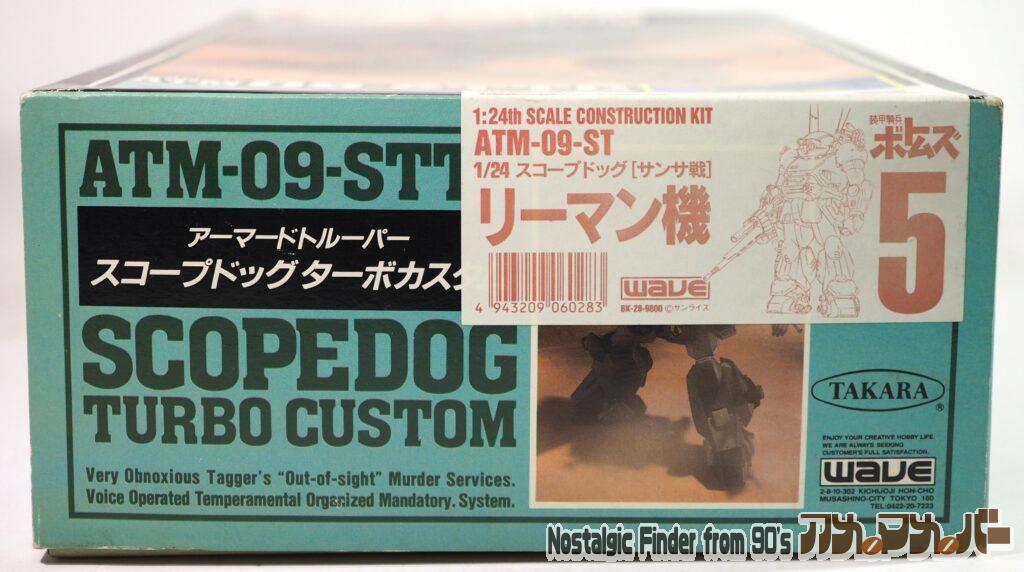 ATM-09-STT
アーマードトルーパー
スコープドッグ ターボカスタ
SCOPEDOG
TURBO CUSTOM
Very Obnoxious Tagger's "Out-of-sight" Murder Services.
Voice Operated Temperamental Organized Mandatory. System.
1:24th SCALE CONSTRUCTION KIT
ATM-09-ST
1/24 スコープドッグ [サンサ戦]
リーマン機
4 943209 060283
WAVE
BK-28-9800 ©サンライズ
装甲騎兵
ボトムズ
5
TAKARA ®
ENJOY YOUR CREATIVE HOBBY LIFE.
WE ARE ALWAYS SEEKING
CUSTOMER'S FULL SATISFACTION.
WAVE
2-8-10-302 KICHIJOJI HON-CHO
MUSASHINO-CITY TOKYO 180
TEL:0422-20-7223
Nostalgic Finder from 90's アカ.マカ.バー